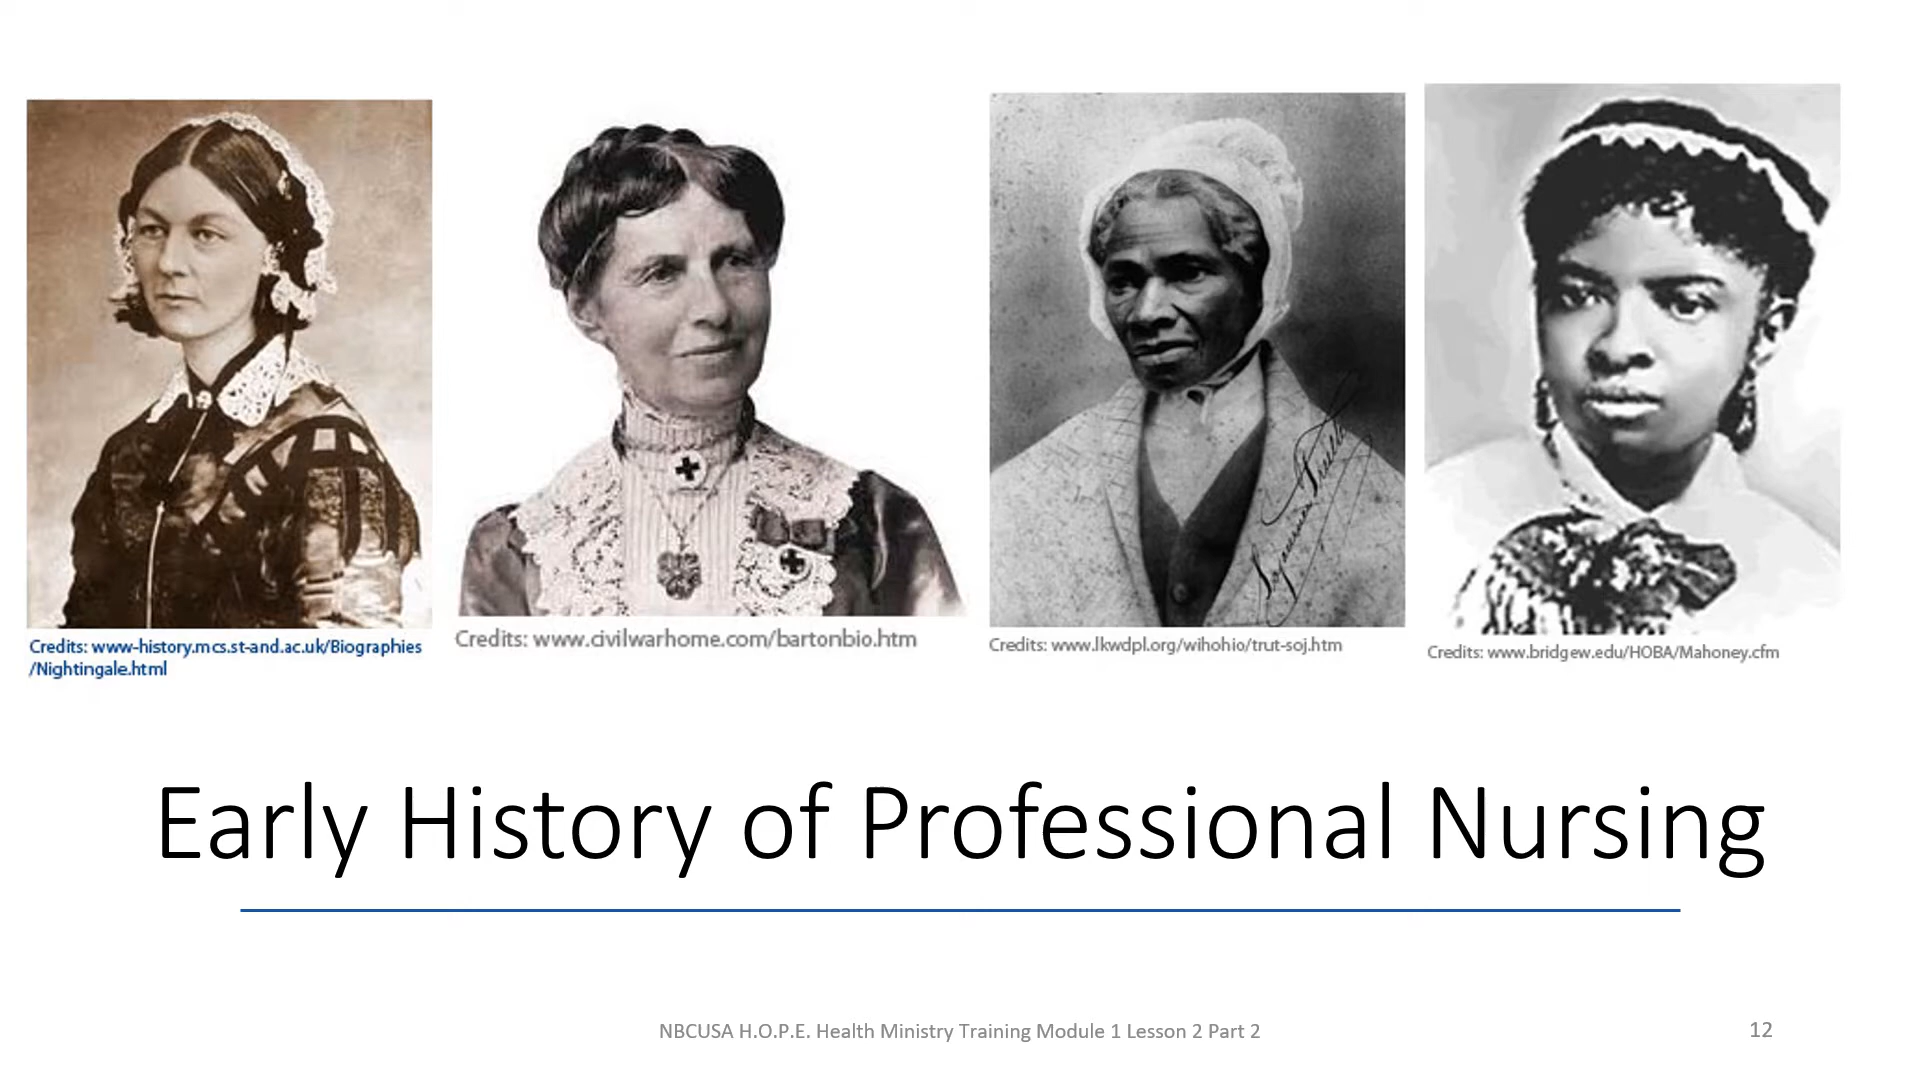 Sojourner Truth
Credits: www-history.mcs.st-and.ac.uk/Biographies
/Nightingale.html
Credits: www.civilwarhome.com/bartonbio.htm
Credits: www.lkwdpl.org/wihohio/trut-soj.htm
Credits: www.bridgew.edu/HOBA/Mahoney.cfm
Early History of Professional Nursing
NBCUSA H.O.P.E. Health Ministry Training Module 1 Lesson 2 Part 2
12